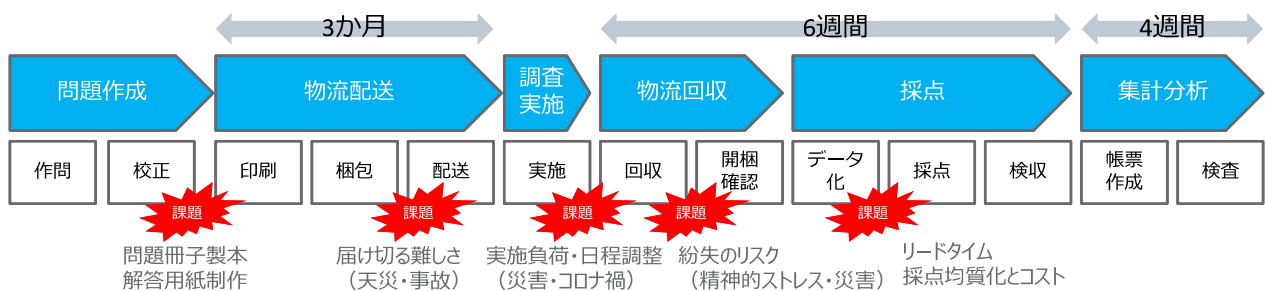 3か月
6週間
4週間
問題作成
物流配送
調査
実施
物流回収
採点
集計分析
作問
校正
印刷
梱包
配送
実施
回収
開梱
確認
データ
化
採点
検収
帳票
作成
検査
課題
課題
課題
課題
課題
問題冊子製本
解答用紙制作
届け切る難しさ
（天災・事故）
実施負荷・日程調整
（災害・コロナ禍）
紛失のリスク
（精神的ストレス・災害）
リードタイム
採点均質化とコスト